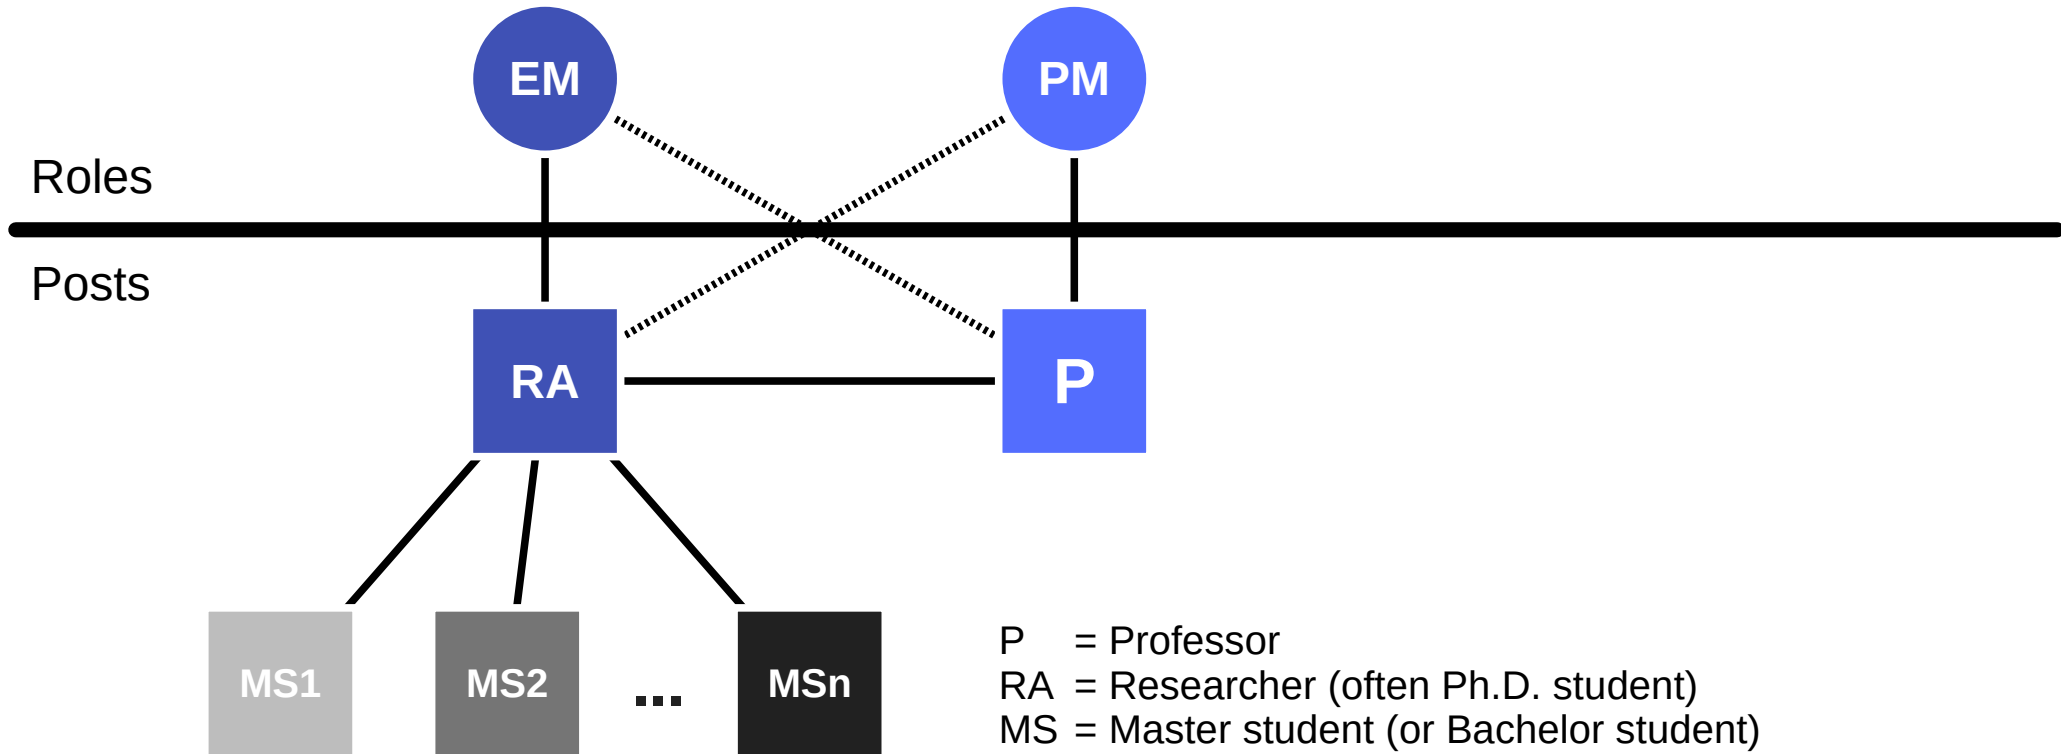 EM PM
Roles
Posts
RA P
MS1 MS2 ... MSn
P = Professor
RA = Researcher (often Ph.D. student)
MS = Master student (or Bachelor student)